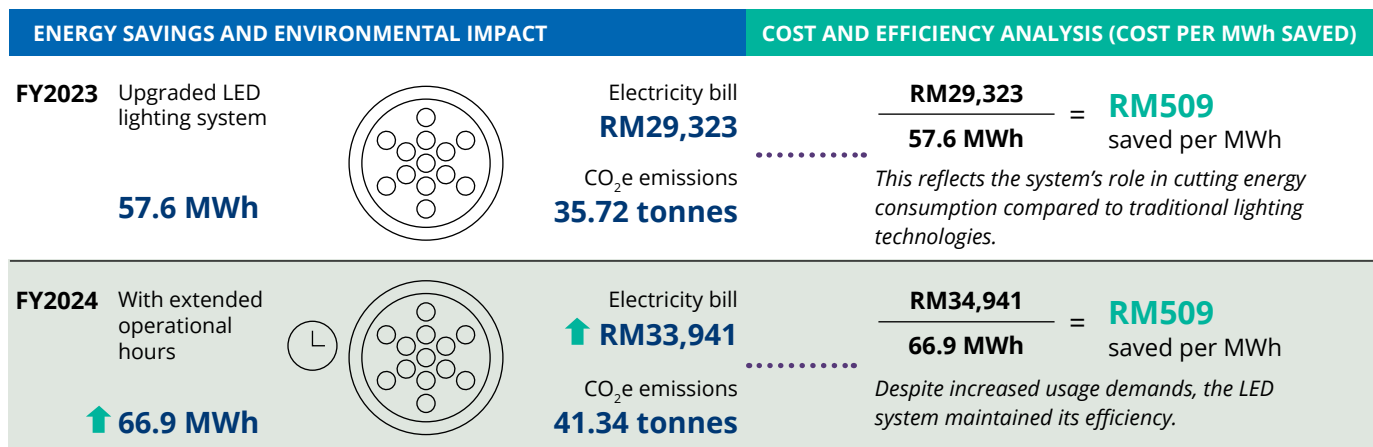 ENERGY SAVINGS AND ENVIRONMENTAL IMPACT
COST AND EFFICIENCY ANALYSIS (COST PER MWh SAVED)
FY2023
Upgraded LED
lighting system
57.6 MWh
Electricity bill
RM29,323
CO₂e emissions
35.72 tonnes
RM29,323
57.6 MWh
=
RM509
saved per MWh
This reflects the system's role in cutting energy
consumption compared to traditional lighting
technologies.
FY2024
With extended
operational
hours
66.9 MWh
Electricity bill
RM33,941
CO₂e emissions
41.34 tonnes
RM34,941
66.9 MWh
=
RM509
saved per MWh
Despite increased usage demands, the LED
system maintained its efficiency.